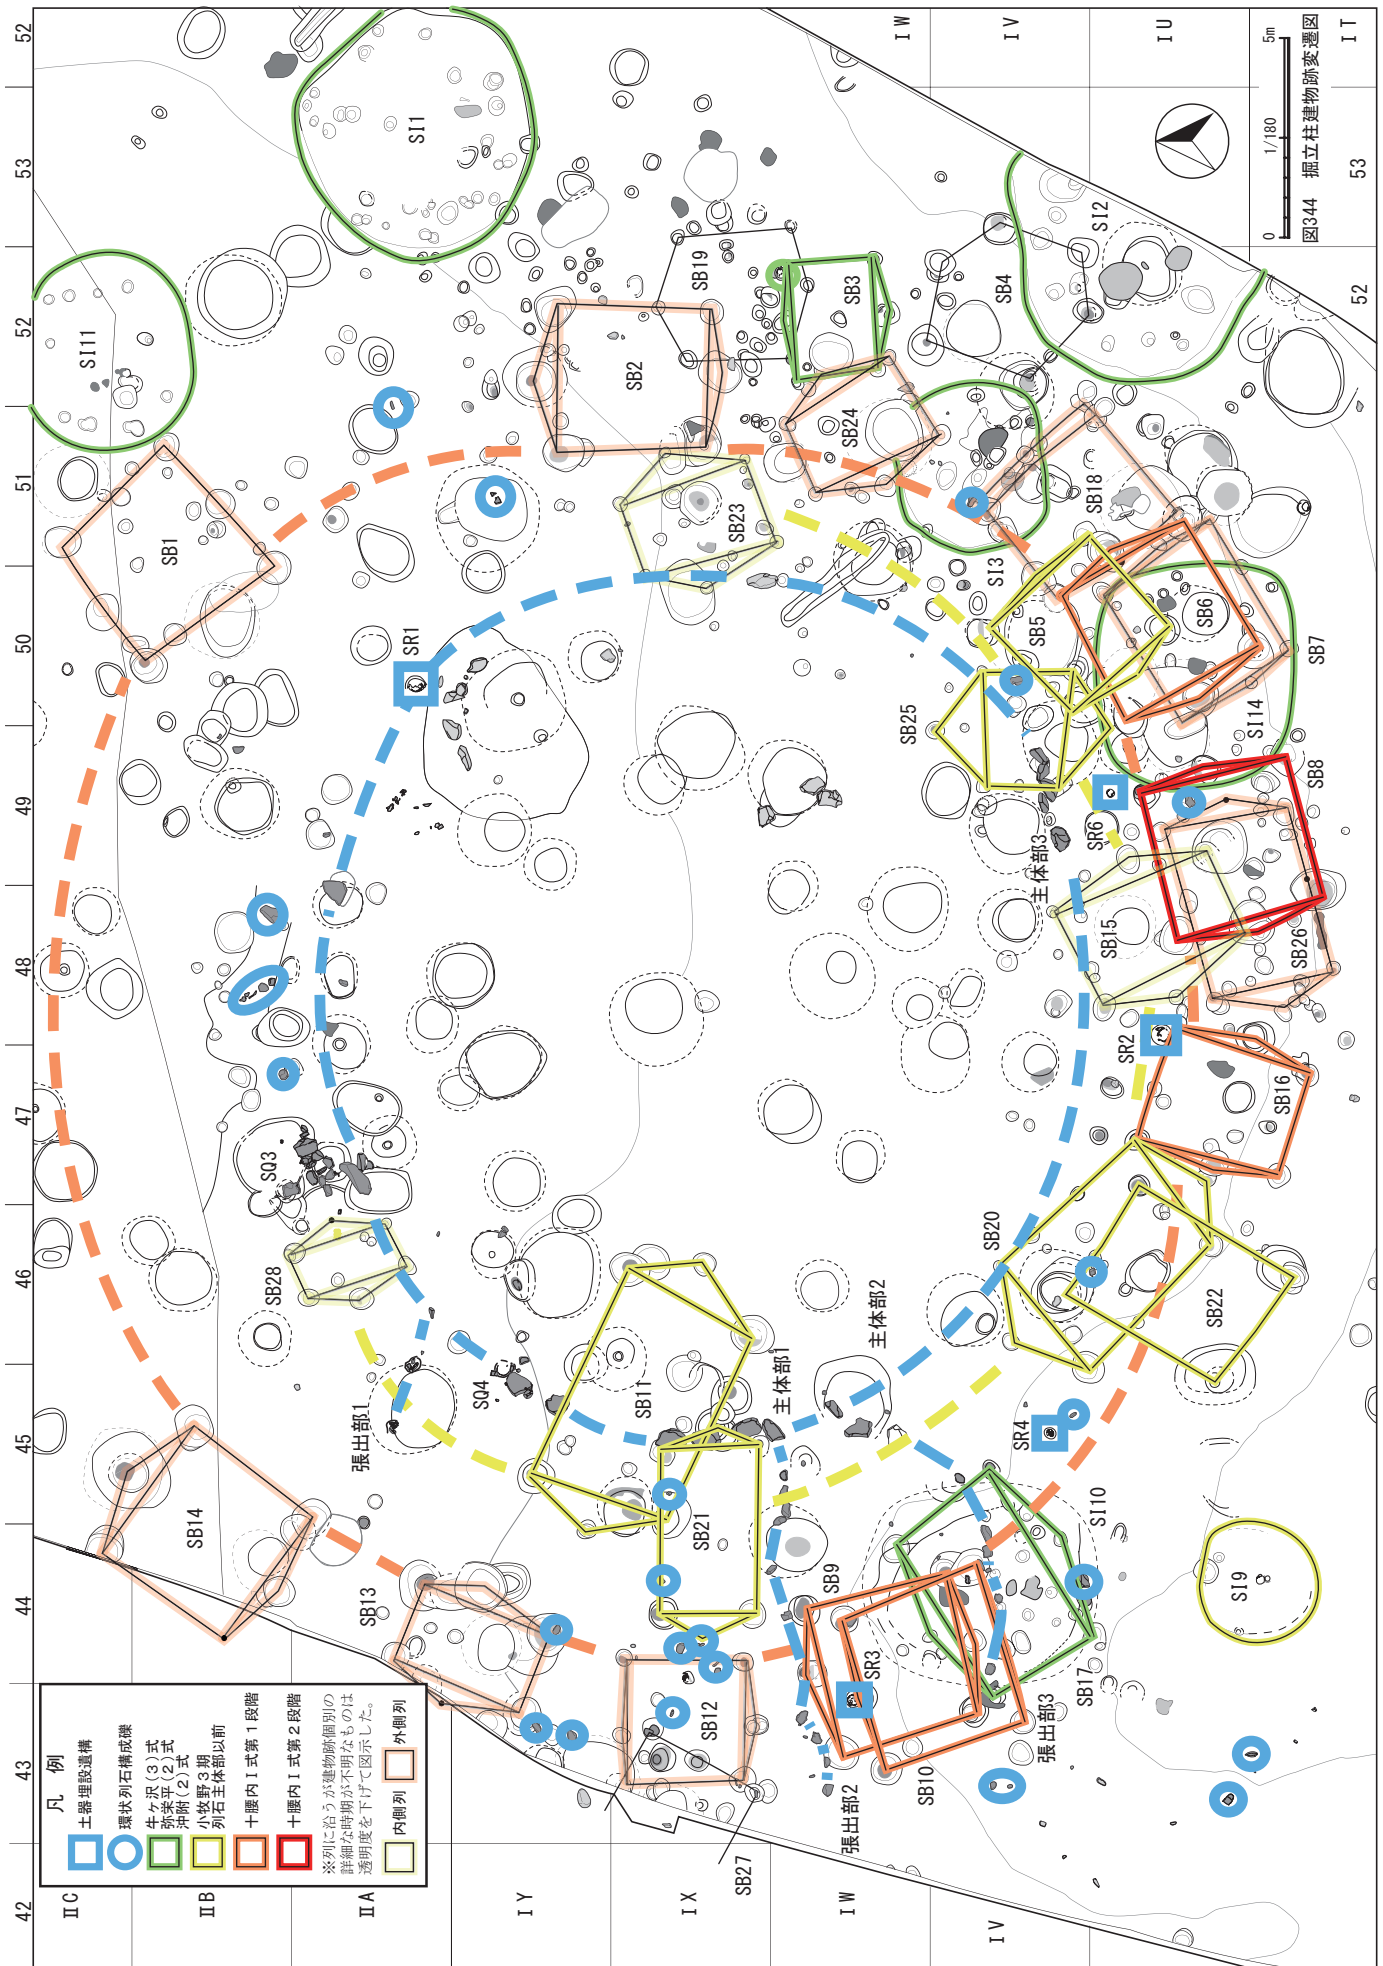 凡 例
土器埋設遺構
環状列石構成礫
牛ヶ沢(3)式
弥栄平(2)式
沖附(2)式
小牧野3期
列石主体部以前
十腰内Ⅰ式第1段階
十腰内Ⅰ式第2段階
※列に沿うが建物跡個別の
詳細な時期が不明なものは
透明度を下げて図示した。
内側列
外側列
ⅡC
ⅡB
ⅡA
ⅠY
ⅠX
ⅠW
ⅠV
42
43
44
45
46
47
48
49
50
51
52
53
52
ⅠW
ⅠV
ⅠU
ⅠT
53
52
0
1/180
5m
図344 掘立柱建物跡変遷図
SI11
SI1
SI2
SB1
SB2
SB19
SB3
SB4
SB24
SB23
SB18
SI3
SR1
SB5
SB6
SB7
SB25
SI14
SB8
SR6
主体部3
SB15
SB26
SR2
SB16
SQ3
SB28
SB20
SB22
主体部2
主体部1
SB11
SQ4
張出部1
SR4
SB14
SB21
SI10
SI9
SB13
SB9
SR3
SB17
SB12
張出部3
SB10
張出部2
SB27